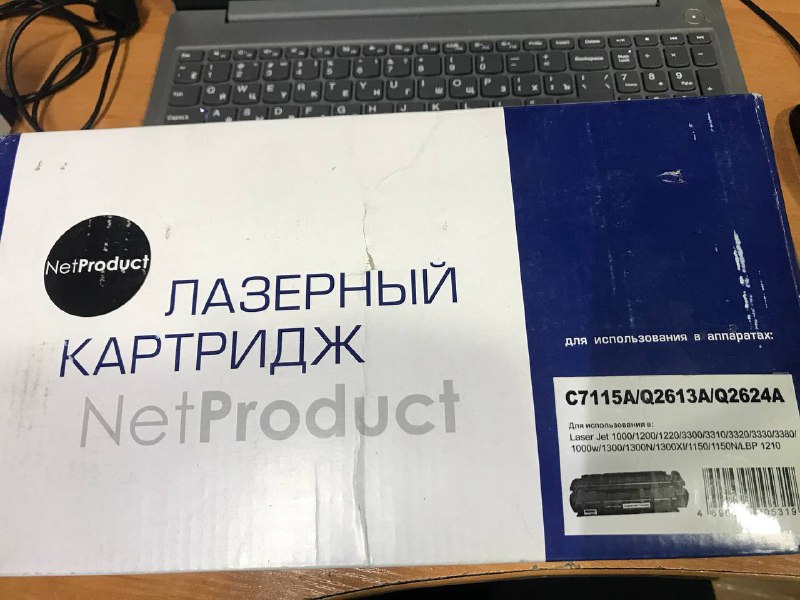 NetProduct
ЛАЗЕРНЫЙ
КАРТРИДЖ
NetProduct
для использования в аппаратах:
C7115A/Q2613A/Q2624A
Для использования в:
Laser Jet 1000/1200/1220/3300/3310/3320/3330/3380/
1000w/1300/1300N/1300XI/1150/1150N/LBP 1210